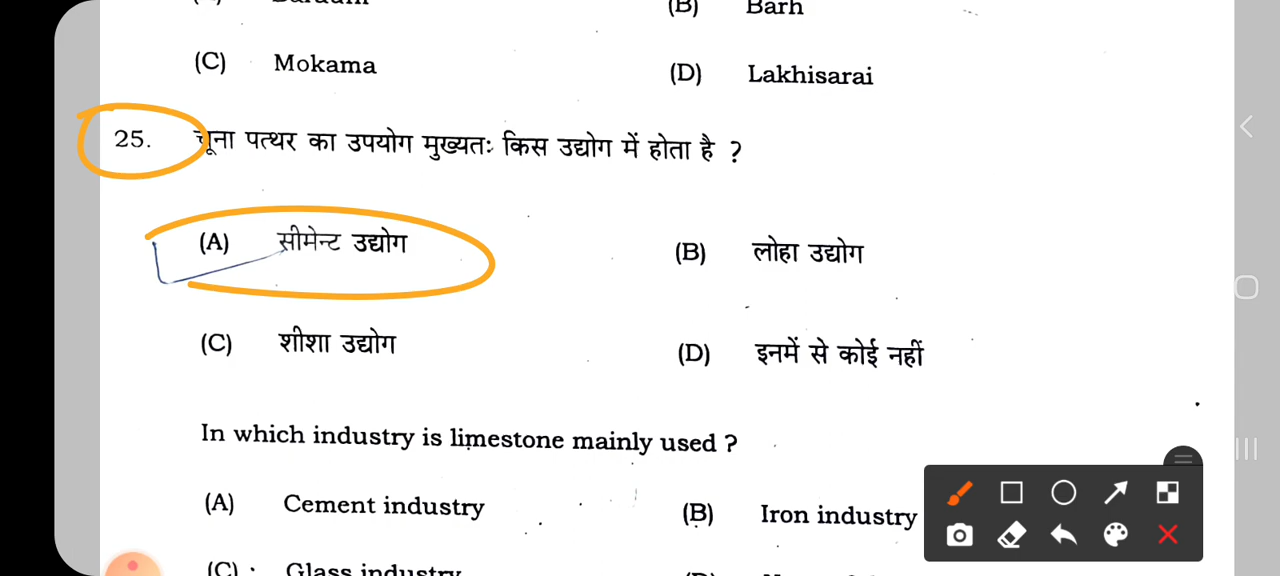 (B) Barh
(C) Mokama
(D) Lakhisarai
25. चूना पत्थर का उपयोग मुख्यतः किस उद्योग में होता है ?
(A) सीमेन्ट उद्योग
(B) लोहा उद्योग
(C) शीशा उद्योग
(D) इनमें से कोई नहीं
In which industry is limestone mainly used ?
(A) Cement industry
(B) Iron industry
(C) Glass industry